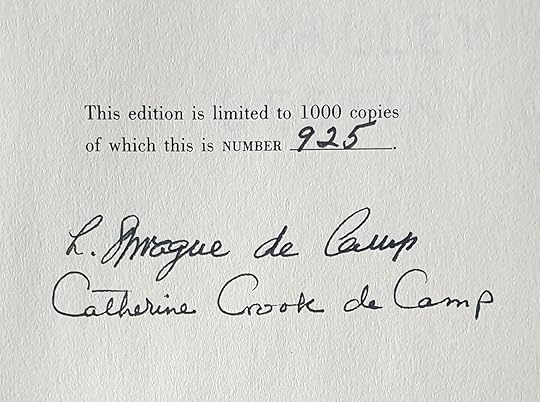 This edition is limited to 1000 copies
of which this is NUMBER 925.
L. Sprague de Camp
Catherine Crook de Camp